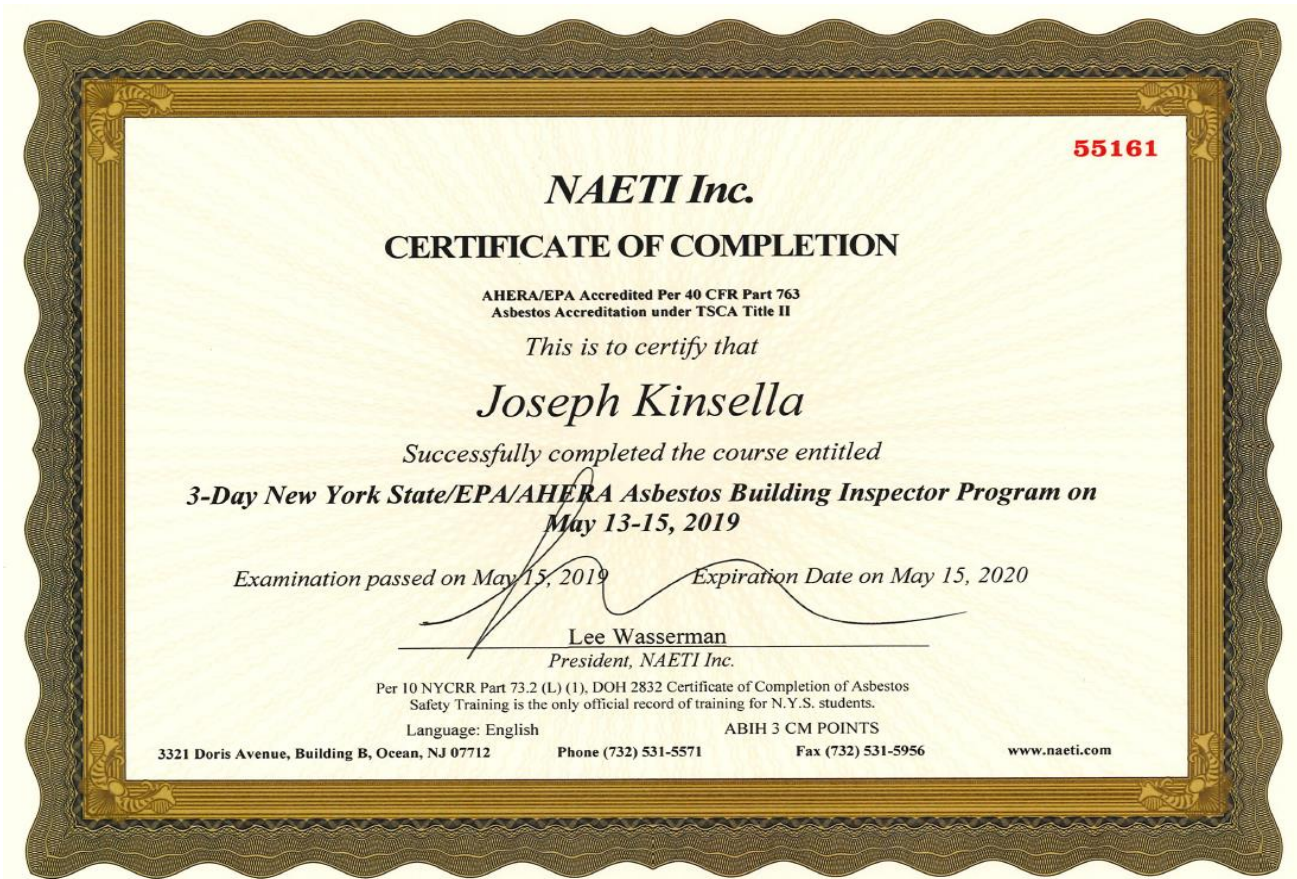 55161
NAETI Inc.
CERTIFICATE OF COMPLETION
AHERA/EPA Accredited Per 40 CFR Part 763
Asbestos Accreditation under TSCA Title II
This is to certify that
Joseph Kinsella
Successfully completed the course entitled
3-Day New York State/EPA/AHERA Asbestos Building Inspector Program on
May 13-15, 2019
Examination passed on May 15, 2019 Expiration Date on May 15, 2020
Lee Wasserman
President, NAETI Inc.
Per 10 NYCRR Part 73.2 (L) (1), DOH 2832 Certificate of Completion of Asbestos
Safety Training is the only official record of training for N.Y.S. students.
Language: English ABIH 3 CM POINTS
3321 Doris Avenue, Building B, Ocean, NJ 07712 Phone (732) 531-5571 Fax (732) 531-5956 www.naeti.com